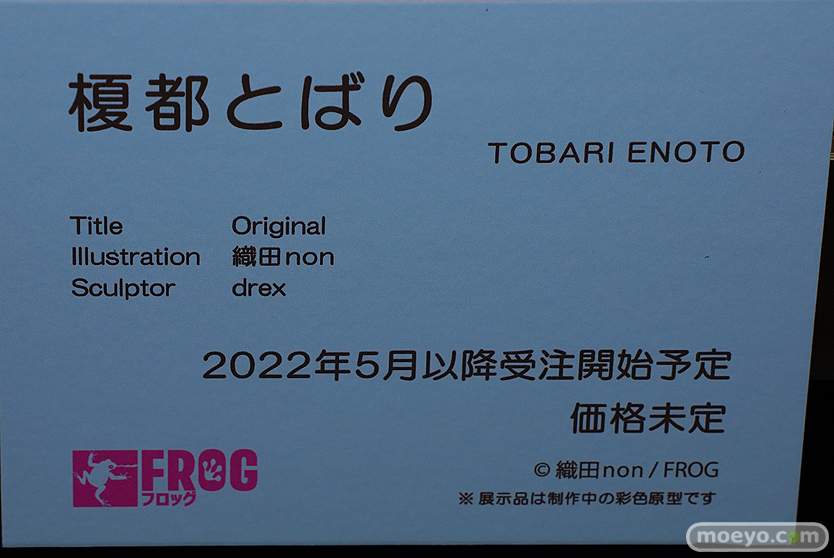 榎都とばり
TOBARI ENOTO
Title Original
Illustration 織田non
Sculptor drex
2022年5月以降受注開始予定
価格未定
© 織田non / FROG
※ 展示品は制作中の彩色原型です
FROG
フロッグ
moeyo.com